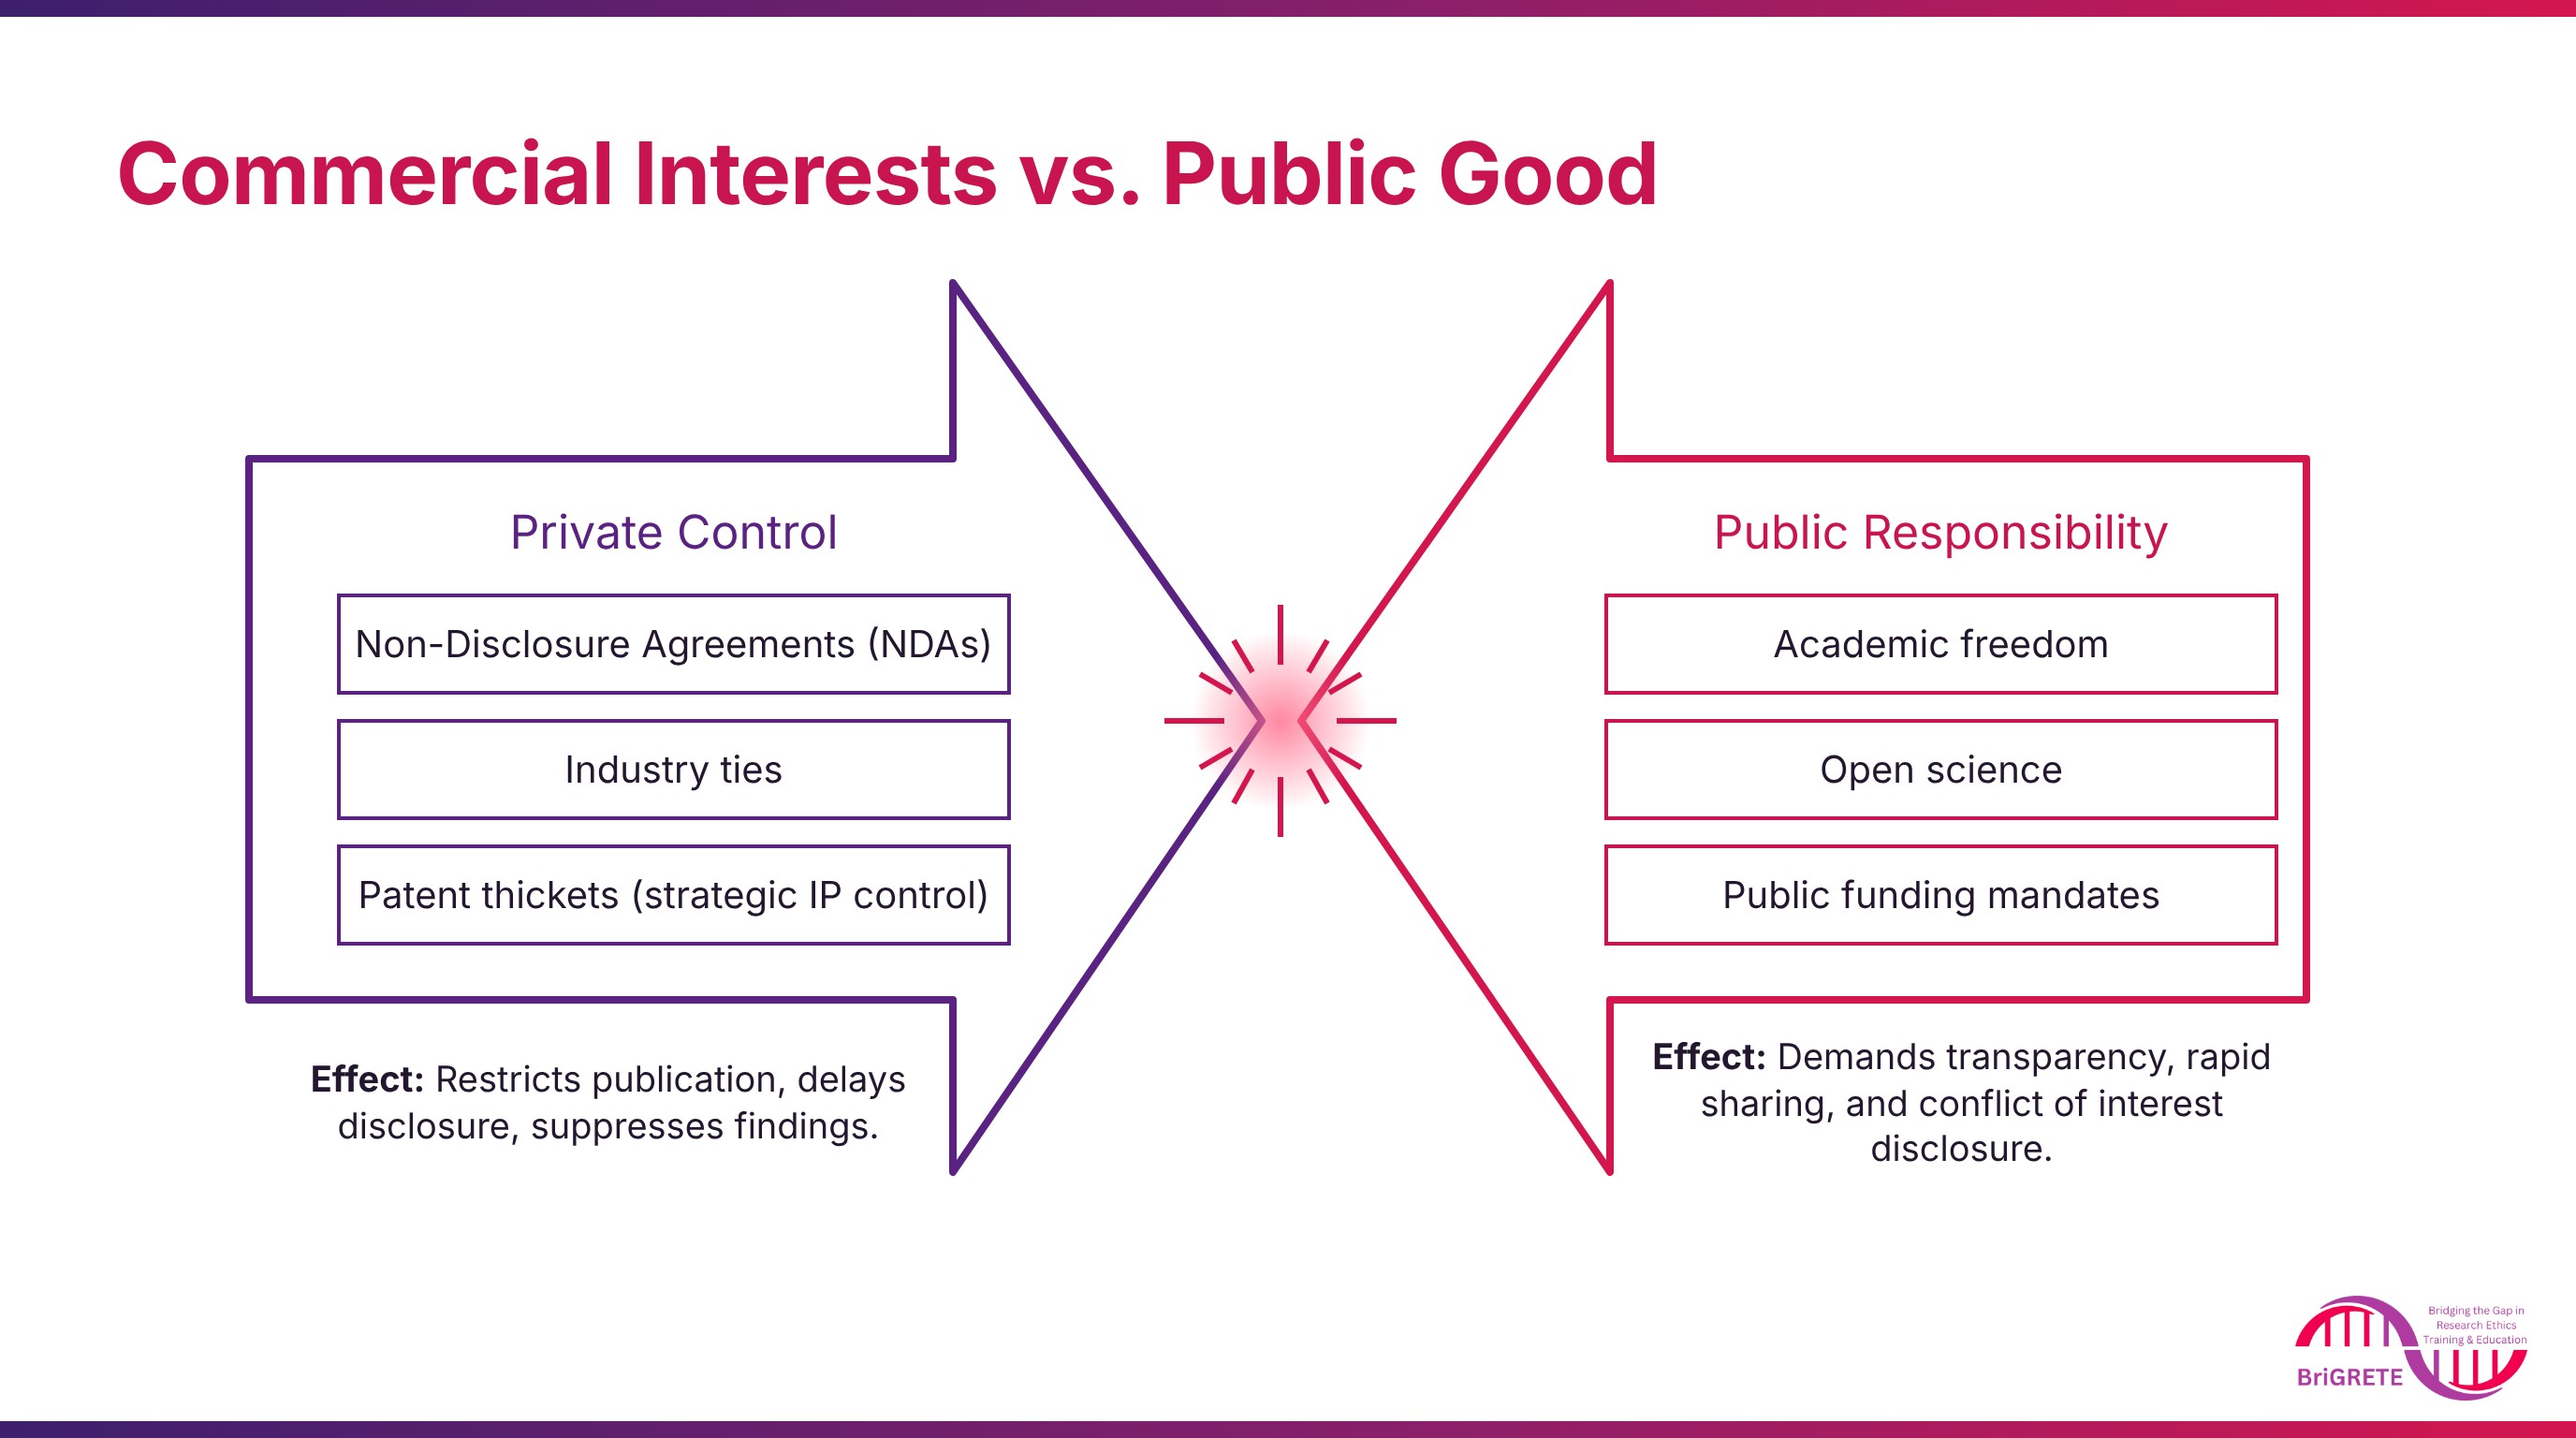 Commercial Interests vs. Public Good
Private Control
Non-Disclosure Agreements (NDAs)
Industry ties
Patent thickets (strategic IP control)
Effect: Restricts publication, delays
disclosure, suppresses findings.
Public Responsibility
Academic freedom
Open science
Public funding mandates
Effect: Demands transparency, rapid
sharing, and conflict of interest
disclosure.
Bridging the Gap in
Research Ethics
Training & Education
BriGRETE